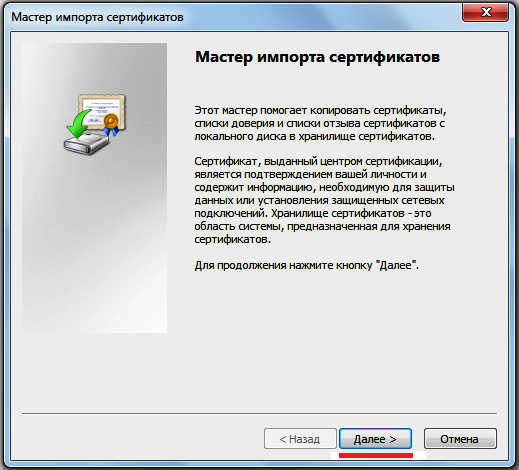 Мастер импорта сертификатов
Мастер импорта сертификатов
Этот мастер помогает копировать сертификаты,
списки доверия и списки отзыва сертификатов с
локального диска в хранилище сертификатов.
Сертификат, выданный центром сертификации,
является подтверждением вашей личности и
содержит информацию, необходимую для защиты
данных или установления защищенных сетевых
подключений. Хранилище сертификатов - это
область системы, предназначенная для хранения
сертификатов.
Для продолжения нажмите кнопку "Далее".
< Назад Далее > Отмена